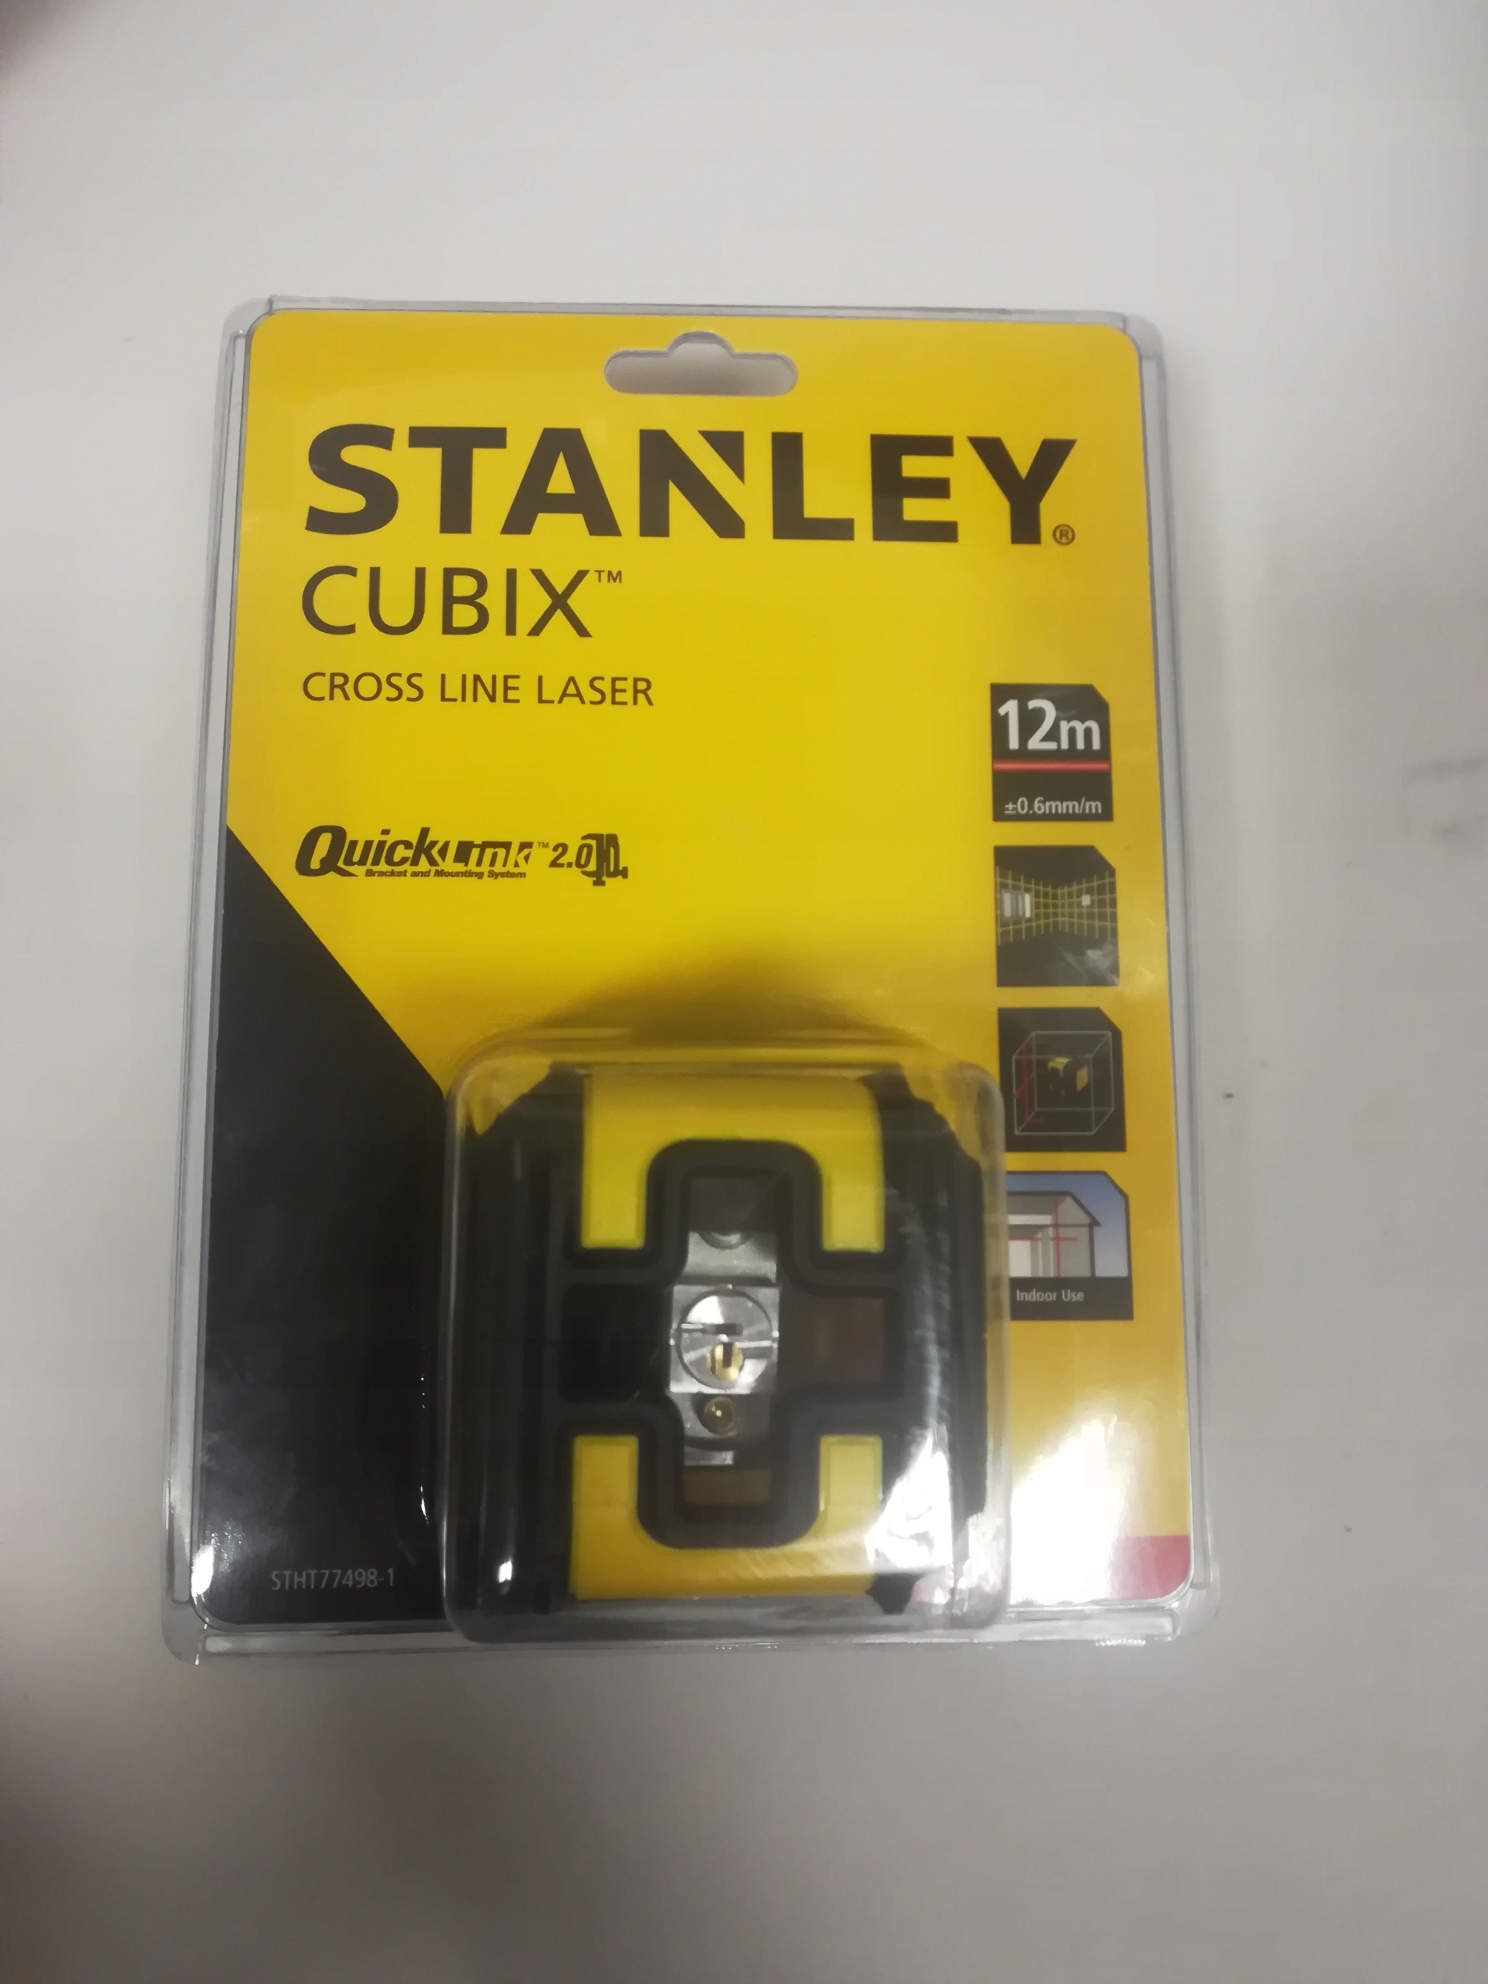 STANLEY®
CUBIX™
CROSS LINE LASER
12m
±0.6mm/m
QuickLink™ 2.0
Bracket and Mounting System
Indoor Use
STHT77498-1